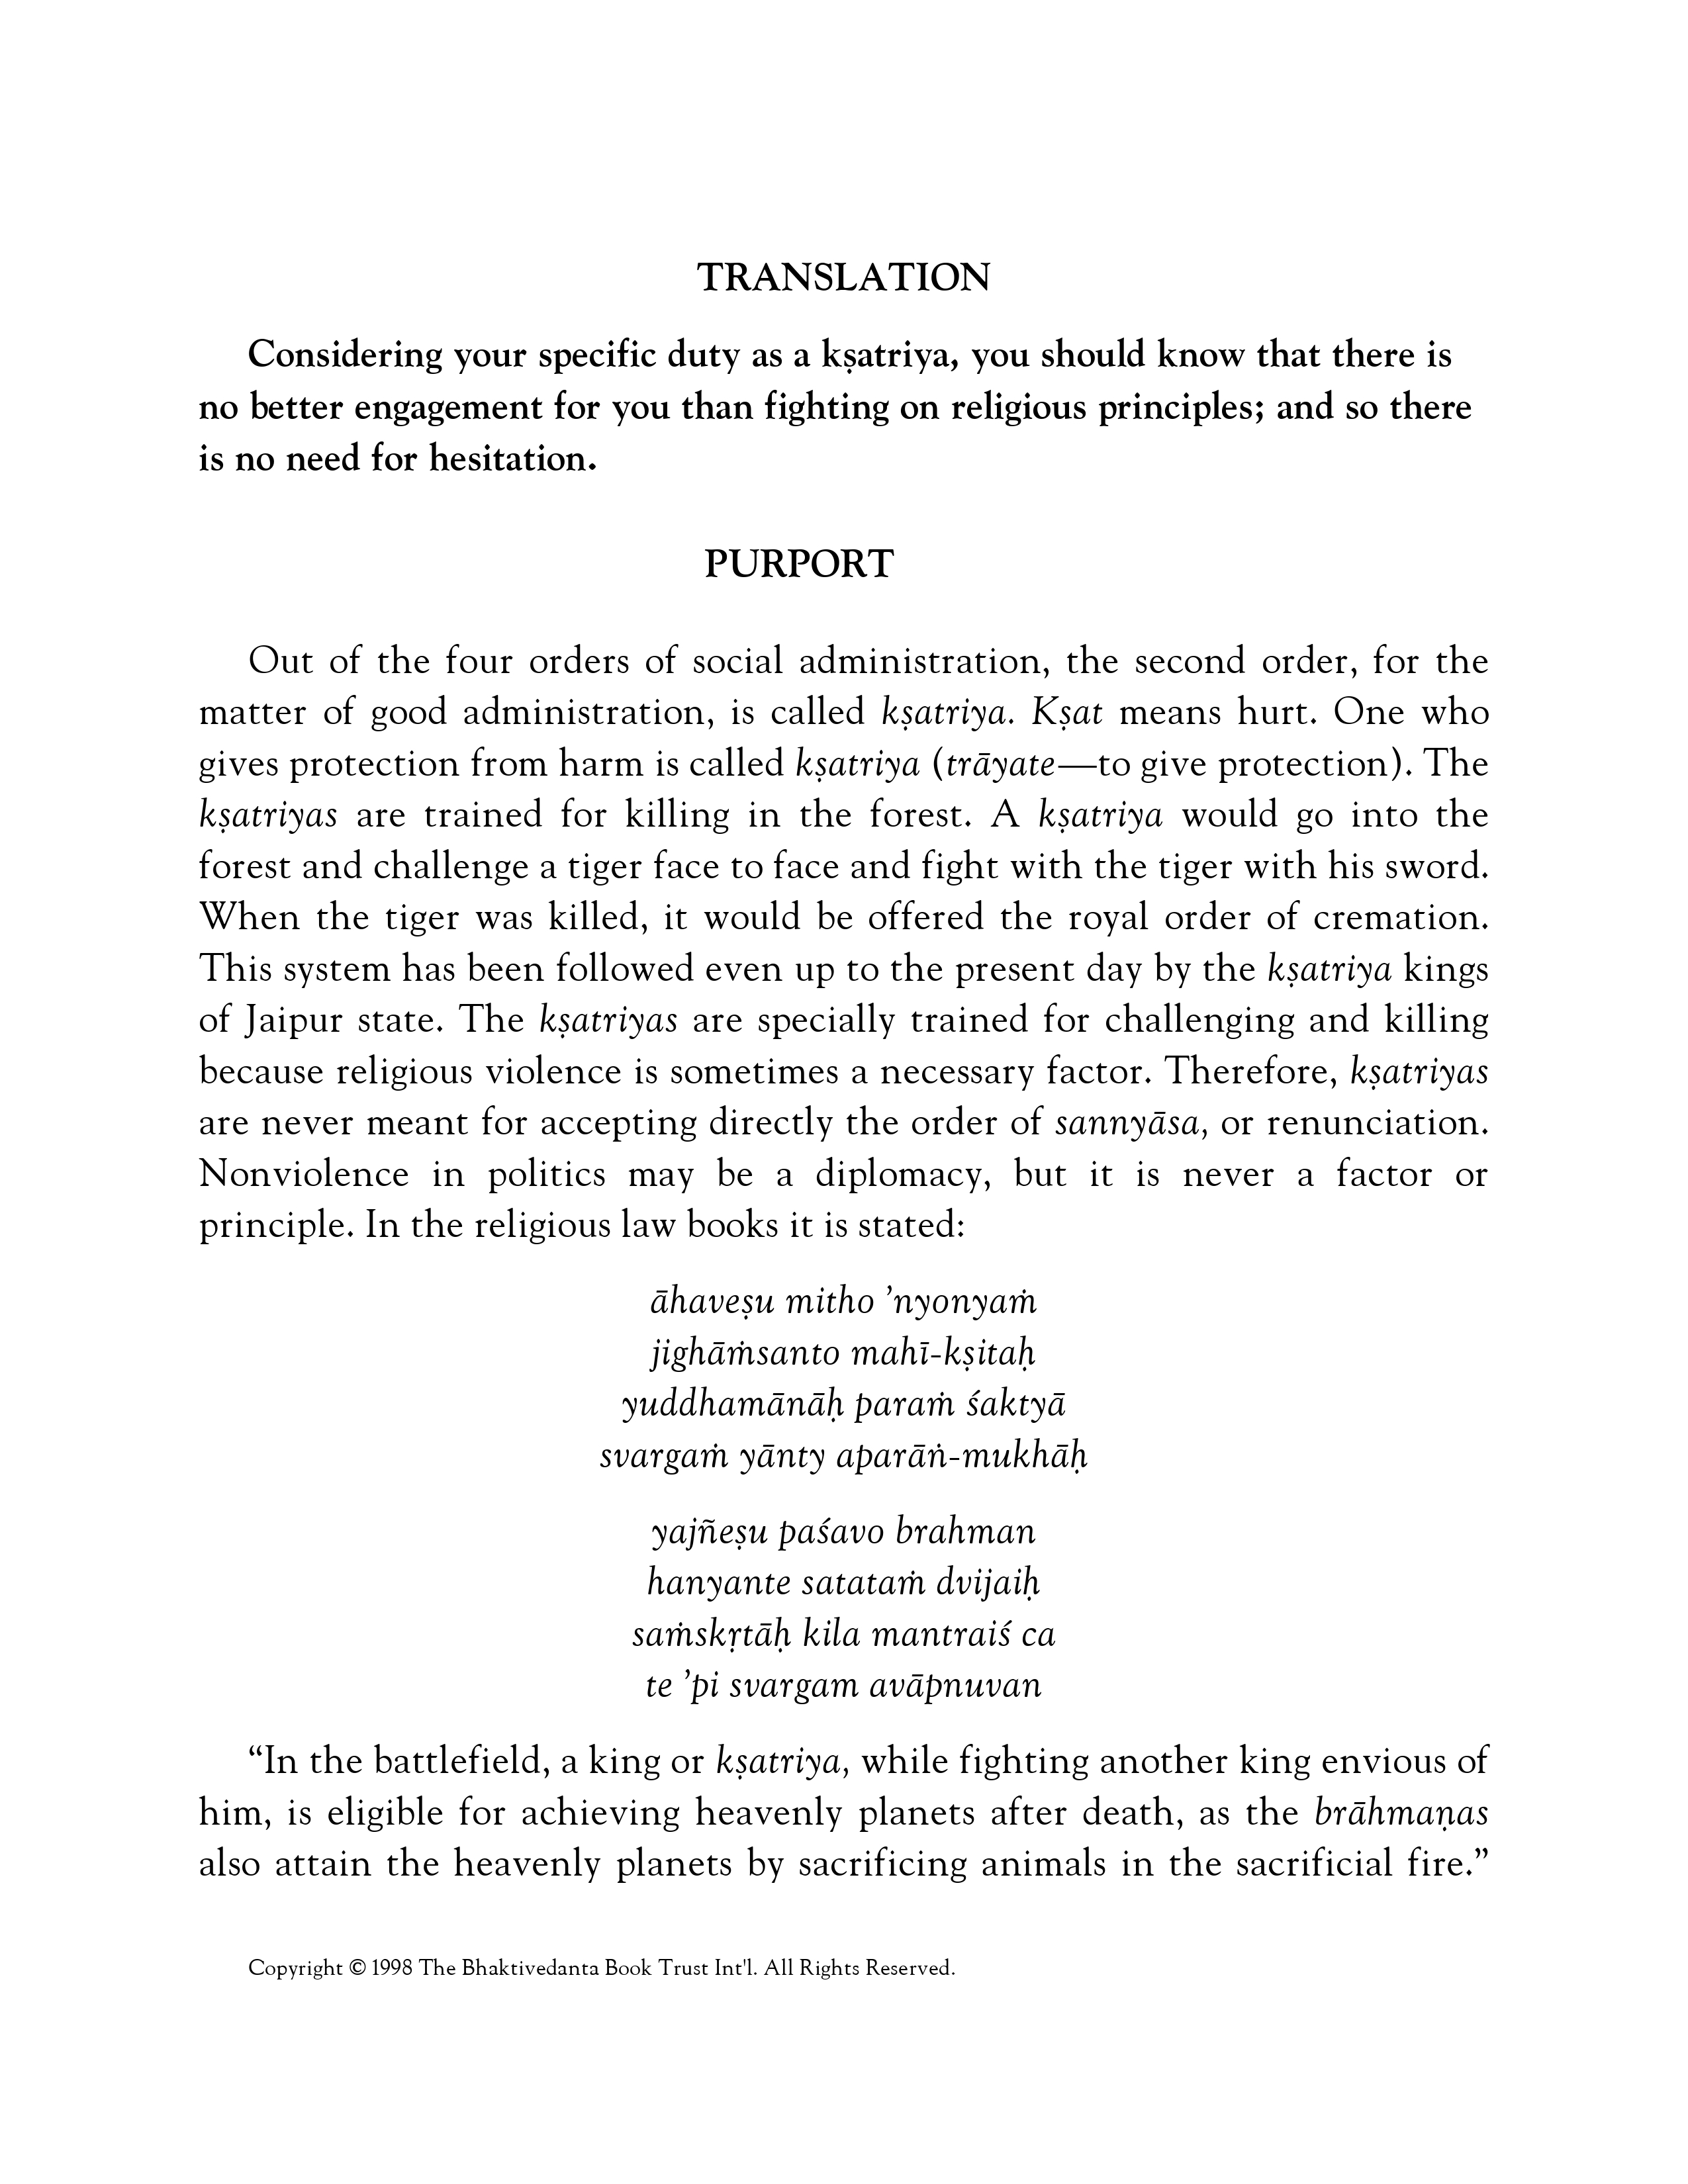 TRANSLATION
Considering your specific duty as a kṣatriya, you should know that there is
no better engagement for you than fighting on religious principles; and so there
is no need for hesitation.
PURPORT
Out of the four orders of social administration, the second order, for the
matter of good administration, is called kṣatriya. Kṣat means hurt. One who
gives protection from harm is called kṣatriya (trāyate—to give protection). The
kṣatriyas are trained for killing in the forest. A kṣatriya would go into the
forest and challenge a tiger face to face and fight with the tiger with his sword.
When the tiger was killed, it would be offered the royal order of cremation.
This system has been followed even up to the present day by the kṣatriya kings
of Jaipur state. The kṣatriyas are specially trained for challenging and killing
because religious violence is sometimes a necessary factor. Therefore, kṣatriyas
are never meant for accepting directly the order of sannyāsa, or renunciation.
Nonviolence in politics may be a diplomacy, but it is never a factor or
principle. In the religious law books it is stated:
āhaveṣu mitho ’nyonyaṁ
jighāṁsanto mahī-kṣitaḥ
yuddhamānāḥ paraṁ śaktyā
svargaṁ yānty aparāṅ-mukhāḥ
yajñeṣu paśavo brahman
hanyante satataṁ dvijaiḥ
saṁskṛtāḥ kila mantraiś ca
te ’pi svargam avāpnuvan
“In the battlefield, a king or kṣatriya, while fighting another king envious of
him, is eligible for achieving heavenly planets after death, as the brāhmaṇas
also attain the heavenly planets by sacrificing animals in the sacrificial fire.”
Copyright © 1998 The Bhaktivedanta Book Trust Int'l. All Rights Reserved.